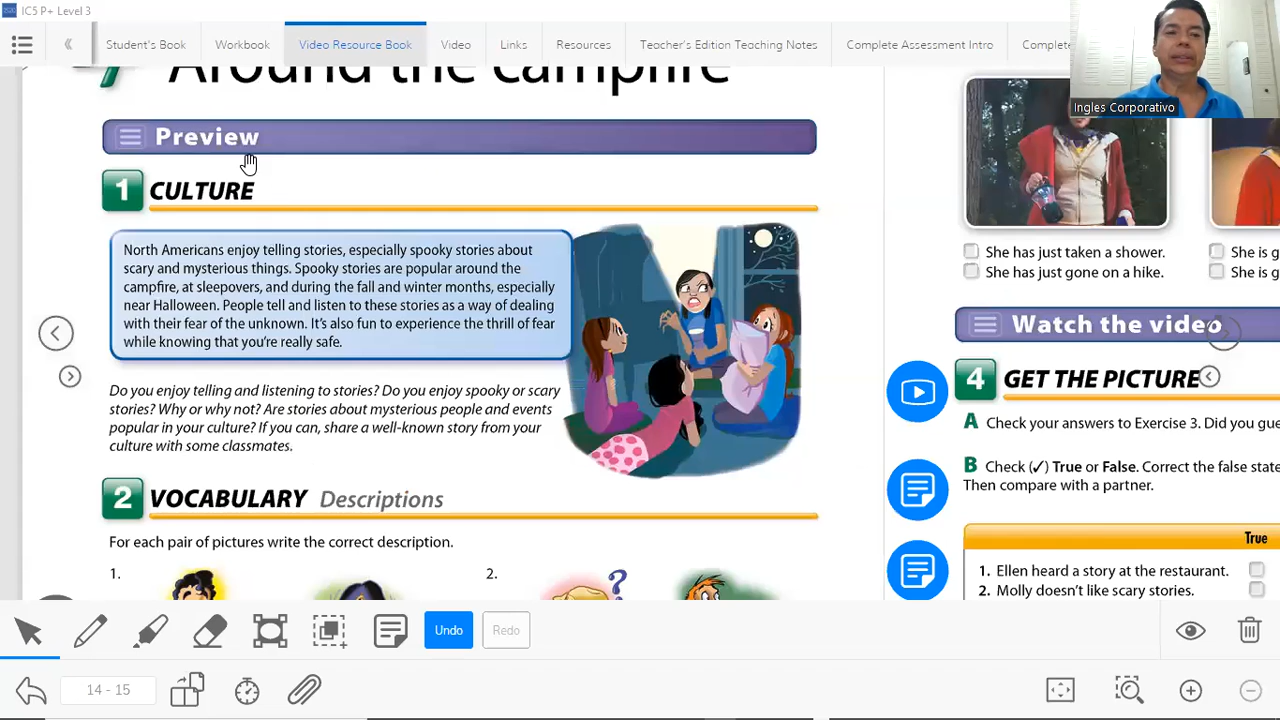 IC5 P+ Level 3
Student's Book
Workbook
Video Resource Book
Video
Links
Resources
Teacher's Edition Teaching Notes
Complete Assessment Intro
Complete
Ingles Corporativo
Around the campfire
Preview
1 CULTURE
North Americans enjoy telling stories, especially spooky stories about
scary and mysterious things. Spooky stories are popular around the
campfire, at sleepovers, and during the fall and winter months, especially
near Halloween. People tell and listen to these stories as a way of dealing
with their fear of the unknown. It's also fun to experience the thrill of fear
while knowing that you're really safe.
Do you enjoy telling and listening to stories? Do you enjoy spooky or scary
stories? Why or why not? Are stories about mysterious people and events
popular in your culture? If you can, share a well-known story from your
culture with some classmates.
2 VOCABULARY Descriptions
For each pair of pictures write the correct description.
1.
2.
?
She has just taken a shower.
She has just gone on a hike.
She is g
She is g
Watch the video
4 GET THE PICTURE
A Check your answers to Exercise 3. Did you gue
B Check (✓) True or False. Correct the false state
Then compare with a partner.
True
1. Ellen heard a story at the restaurant.
2. Molly doesn't like scary stories.
Undo
Redo
14 - 15